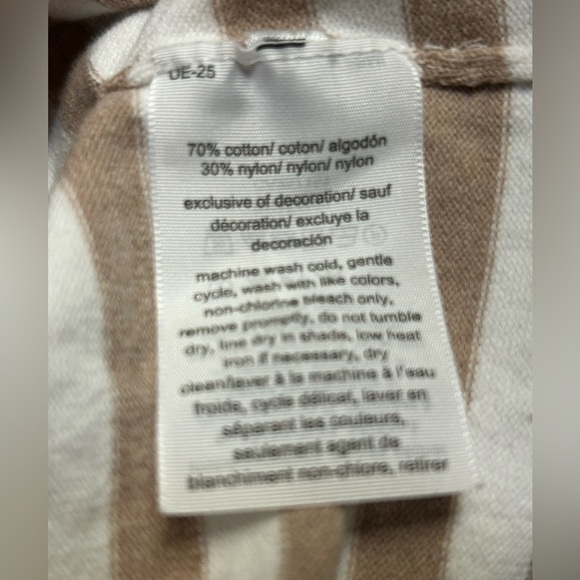 UE-25
70% cotton/ coton/ algodón
30% nylon/ nylon/ nylon
exclusive of decoration/ sauf
décoration/ excluye la
decoración
machine wash cold, gentle
cycle, wash with like colors,
non-chlorine bleach only,
remove promptly, do not tumble
dry, line dry in shade, low heat
iron if necessary, dry
clean/laver à la machine à l'eau
froide, cycle délicat, laver en
séparant les couleurs,
seulement agent de
blanchiment non-chlore, retirer